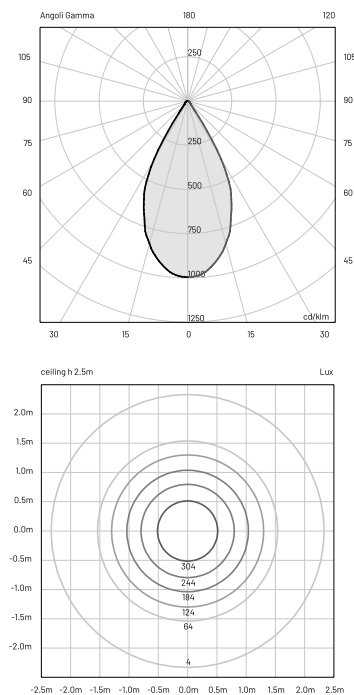 Angoli Gamma 180 120
250
105 105
90 90
250
75 75
500
60 60
750
45 45
1000
1250 cd/klm
30 15 0 15 30
ceiling h 2.5m Lux
2.0m
1.5m
1.0m
0.5m
0.0m
-0.5m
304
244
-1.0m
184
124
-1.5m
64
-2.0m
4
-2.5m -2.0m -1.5m -1.0m -0.5m 0.0m 0.5m 1.0m 1.5m 2.0m 2.5m